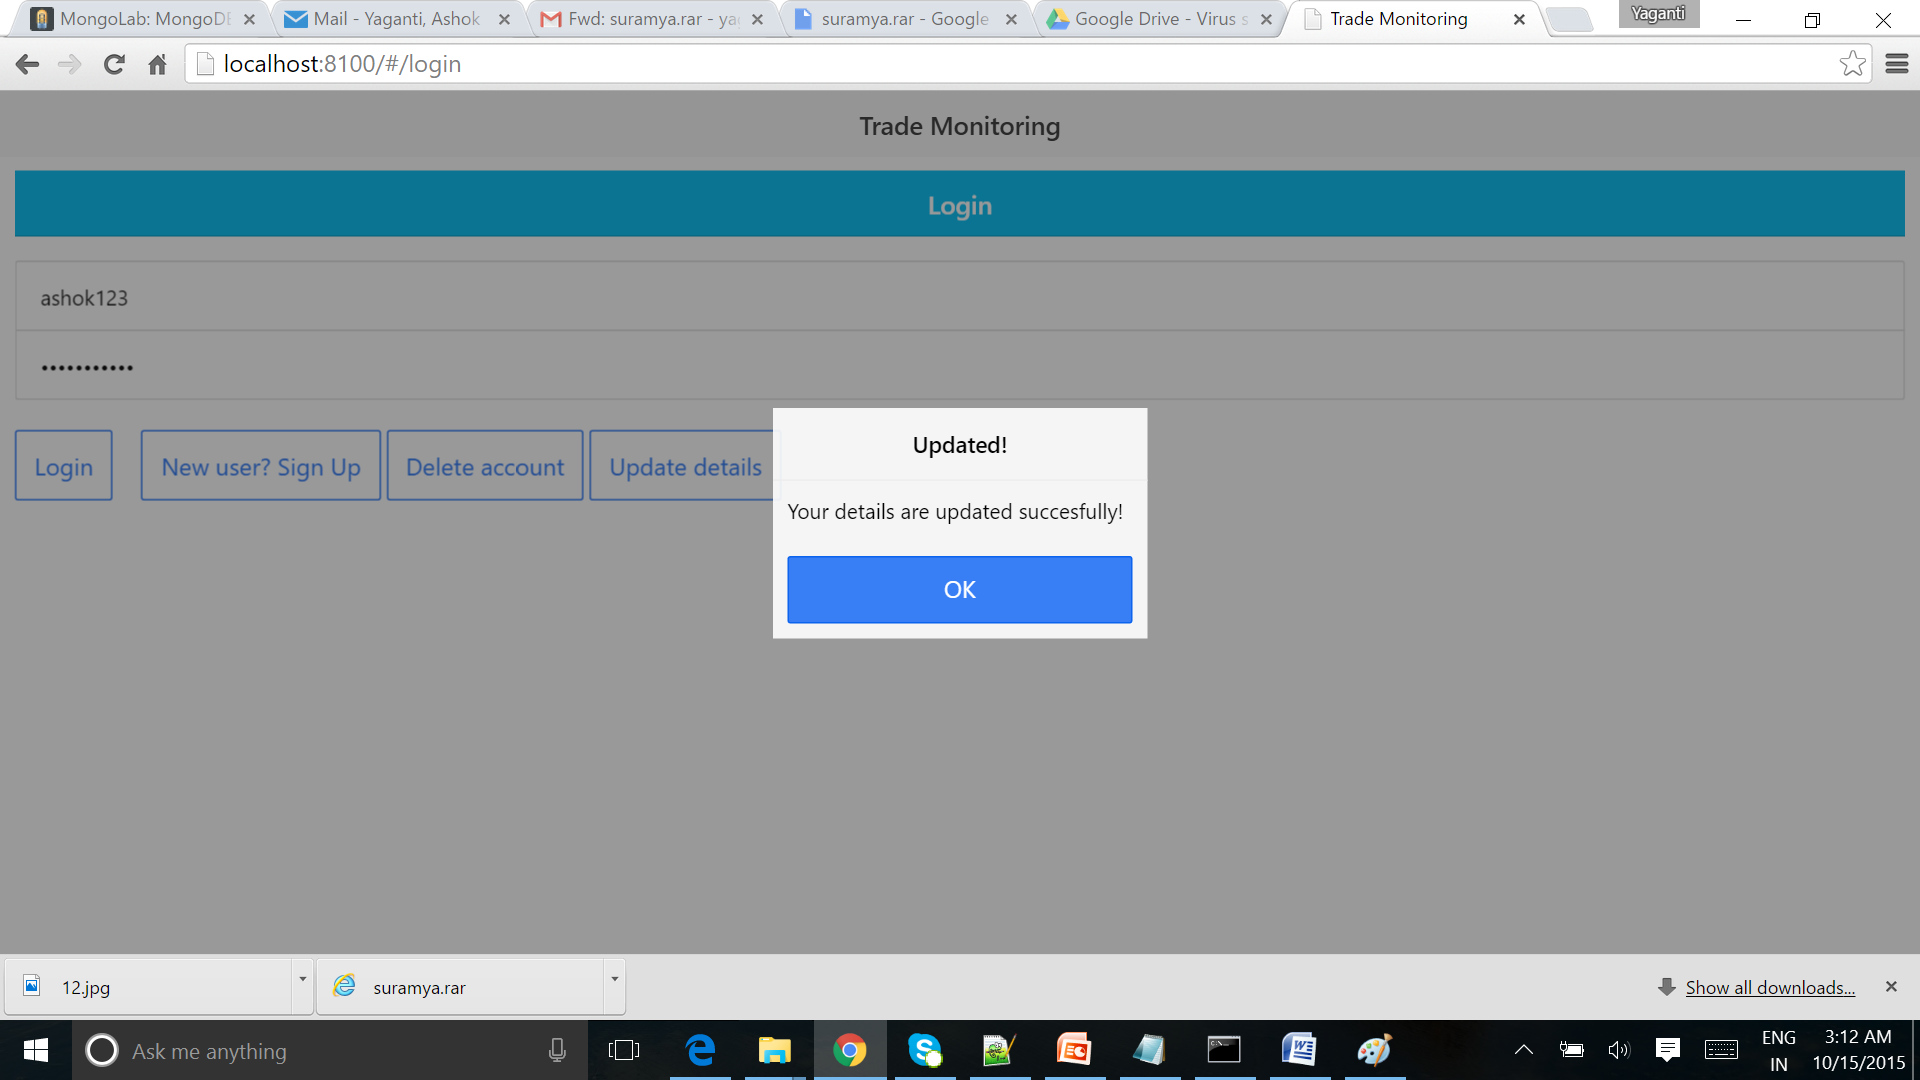 MongoLab: MongoDB
Mail - Yaganti, Ashok
Fwd: suramya.rar - yag
suramya.rar - Google
Google Drive - Virus s
Trade Monitoring
Yaganti
localhost:8100/#/login
Trade Monitoring
Login
ashok123
•••••••••••
Login
New user? Sign Up
Delete account
Update details
Updated!
Your details are updated succesfully!
OK
12.jpg
suramya.rar
Show all downloads...
Ask me anything
ENG
IN
3:12 AM
10/15/2015